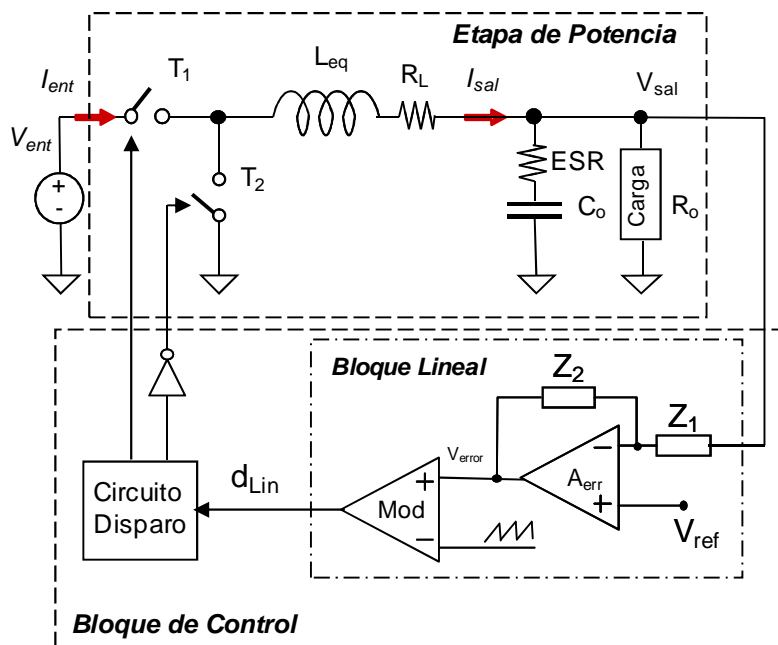 Etapa de Potencia
I_ent
T_1
L_eq
R_L
I_sal
V_sal
V_ent
+
-
T_2
ESR
C_o
Carga
R_o
Bloque Lineal
Z_2
Z_1
V_error
A_err
−
+
V_ref
Mod
+
−
d_Lin
Circuito
Disparo
Bloque de Control